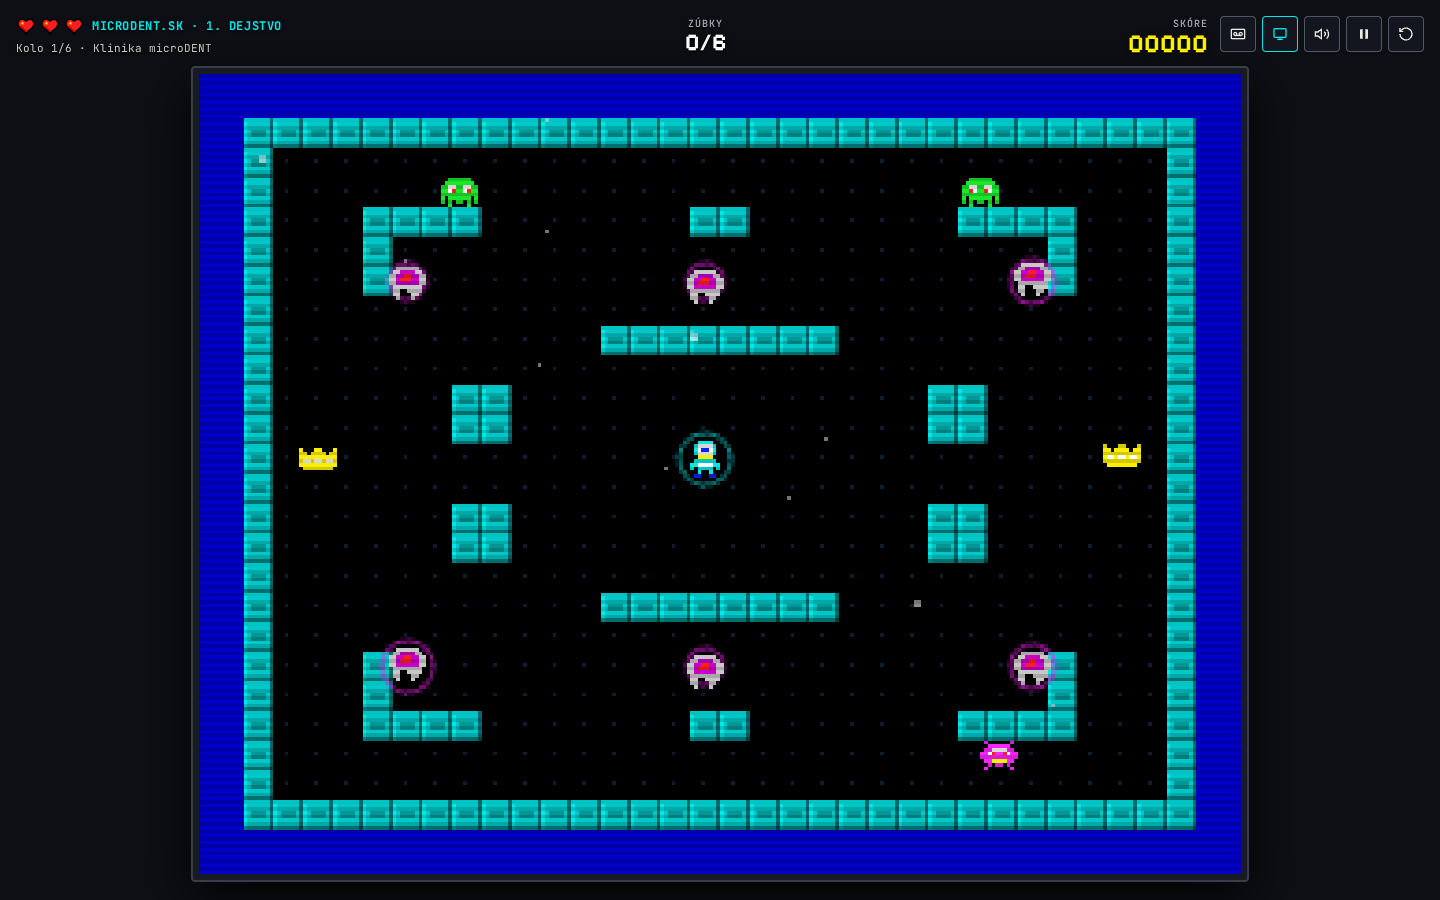 MICRODENT.SK · 1. DEJSTVO
Kolo 1/6 · Klinika microDENT
ZÚBKY
0/6
SKÓRE
00000